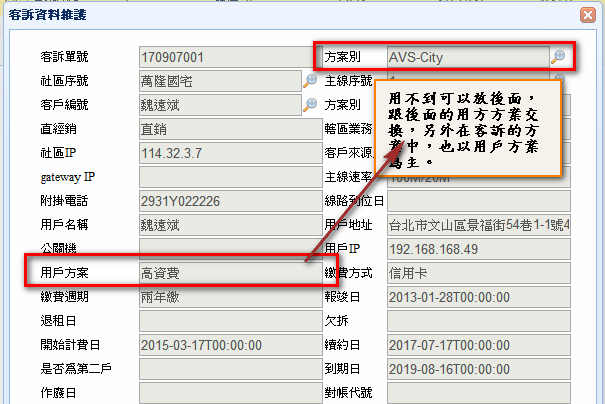 客訴資料維護
客訴單號 170907001 方案別 AVS-City
社區序號 萬隆國宅 主線序號
客戶編號 魏遠斌 方案別
直經銷 直銷 轄區業務
社區IP 114.32.3.7 客戶來源
gateway IP 主線速率 100M/20M
附掛電話 2931Y022226 線路到位日
用戶名稱 魏遠斌 用戶地址 台北市文山區景福街54巷1-1號4
公關機 用戶IP 192.168.168.49
用戶方案 高資費 繳費方式 信用卡
繳費週期 兩年繳 報竣日 2013-01-28T00:00:00
退租日 欠拆
開始計費日 2015-03-17T00:00:00 續約日 2017-07-17T00:00:00
是否為第二戶 到期日 2019-08-16T00:00:00
作廢日 對帳代號
用不到可以放後面，
跟後面的用方方案交
換，另外在客訴的方
案中，也以用戶方案
為主。